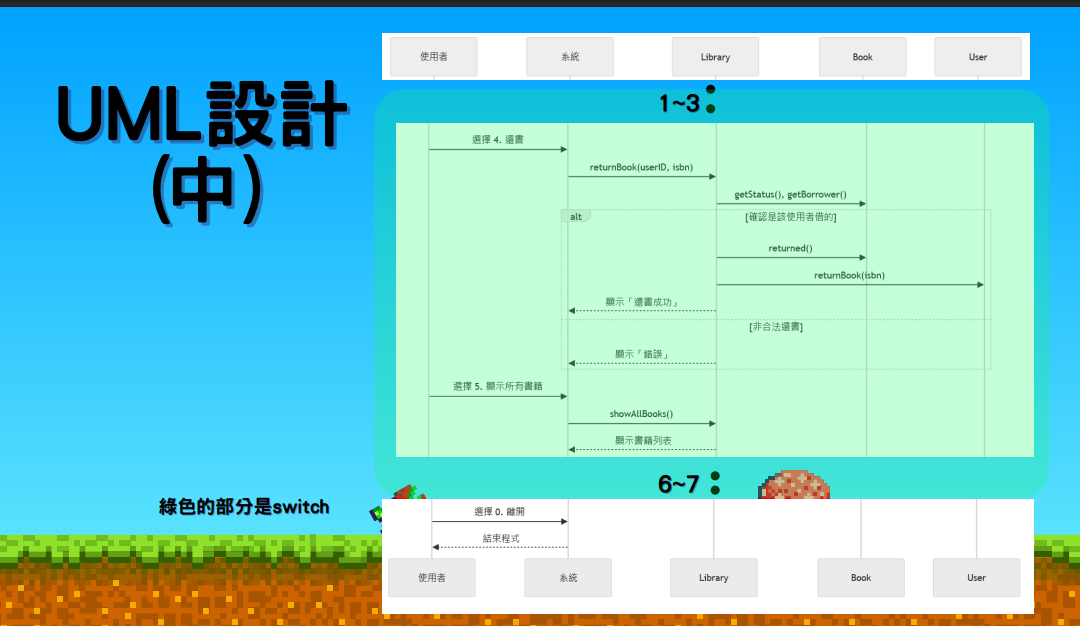 UML設計
(中)
使用者
系統
Library
Book
User
1~3：
選擇 4. 還書
returnBook(userID, isbn)
getStatus(), getBorrower()
alt
[確認是該使用者借的]
returned()
returnBook(isbn)
顯示「還書成功」
[非合法還書]
顯示「錯誤」
選擇 5. 顯示所有書籍
showAllBooks()
顯示書籍列表
6~7：
綠色的部分是switch
選擇 0. 離開
結束程式
使用者
系統
Library
Book
User